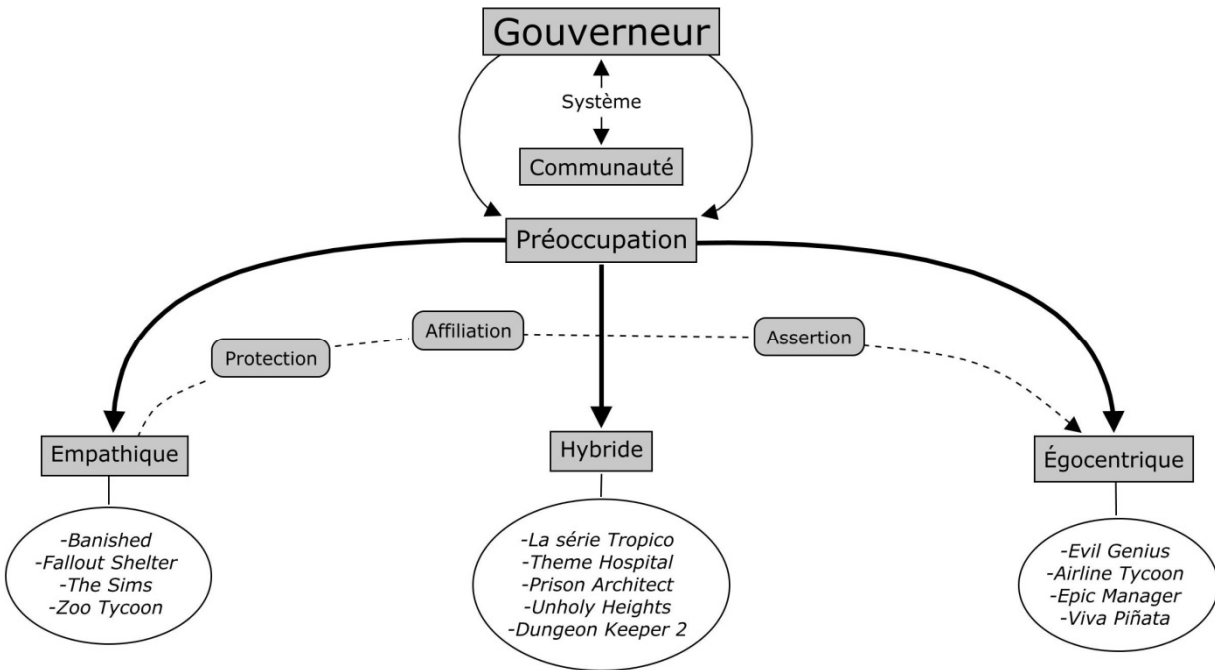 Gouverneur
Système
Communauté
Préoccupation
Affiliation
Assertion
Protection
Empathique
Hybride
Égocentrique
-Banished
-Fallout Shelter
-The Sims
-Zoo Tycoon
-La série Tropico
-Theme Hospital
-Prison Architect
-Unholy Heights
-Dungeon Keeper 2
-Evil Genius
-Airline Tycoon
-Epic Manager
-Viva Piñata